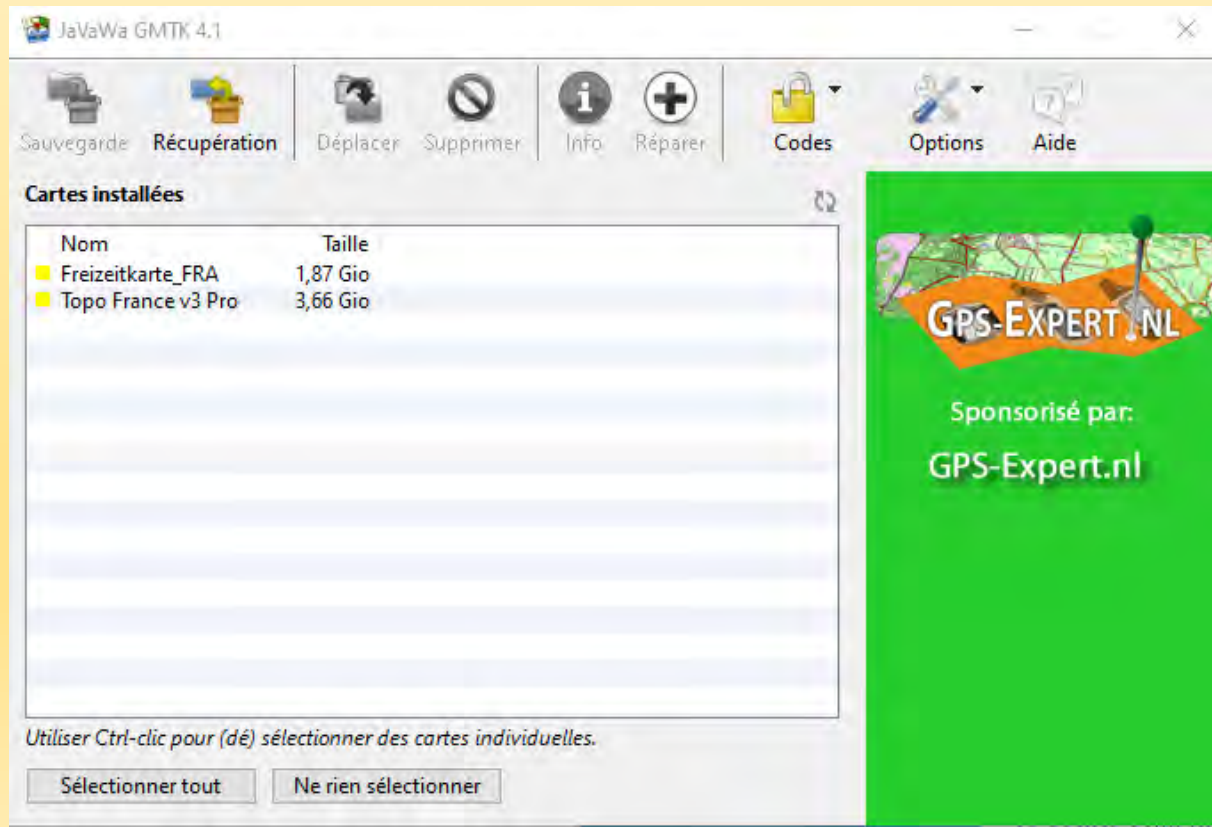 JaVaWa GMTK 4.1
Sauvegarde Récupération Déplacer Supprimer Info Réparer Codes Options Aide
Cartes installées
Nom Taille
Freizeitkarte_FRA 1,87 Gio
Topo France v3 Pro 3,66 Gio
Utiliser Ctrl-clic pour (dé) sélectionner des cartes individuelles.
Sélectionner tout Ne rien sélectionner
GPS-EXPERT NL
Sponsorisé par:
GPS-Expert.nl